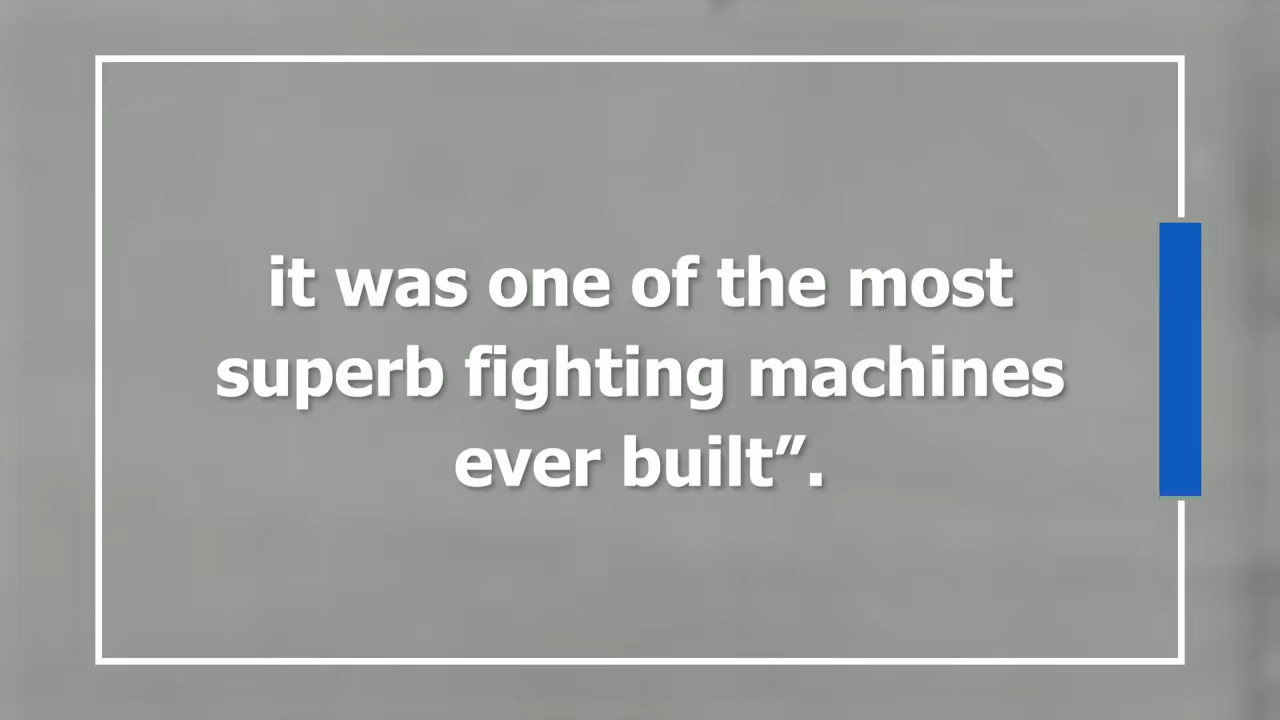 it was one of the most
superb fighting machines
ever built”.